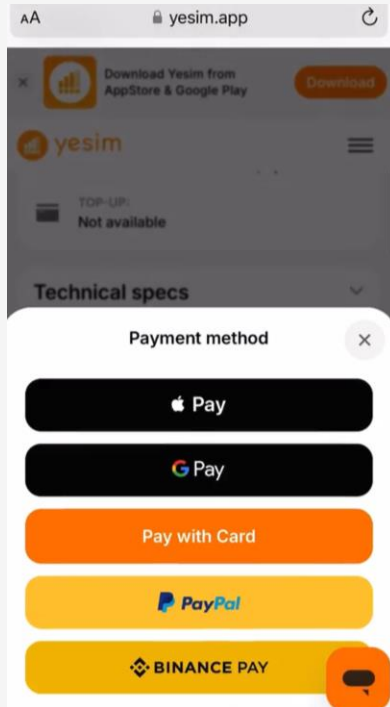 AA
yesim.app
Download Yesim from
AppStore & Google Play
Download
yesim
TOP-UP:
Not available
Technical specs
Payment method
Pay
G Pay
Pay with Card
PayPal
BINANCE PAY